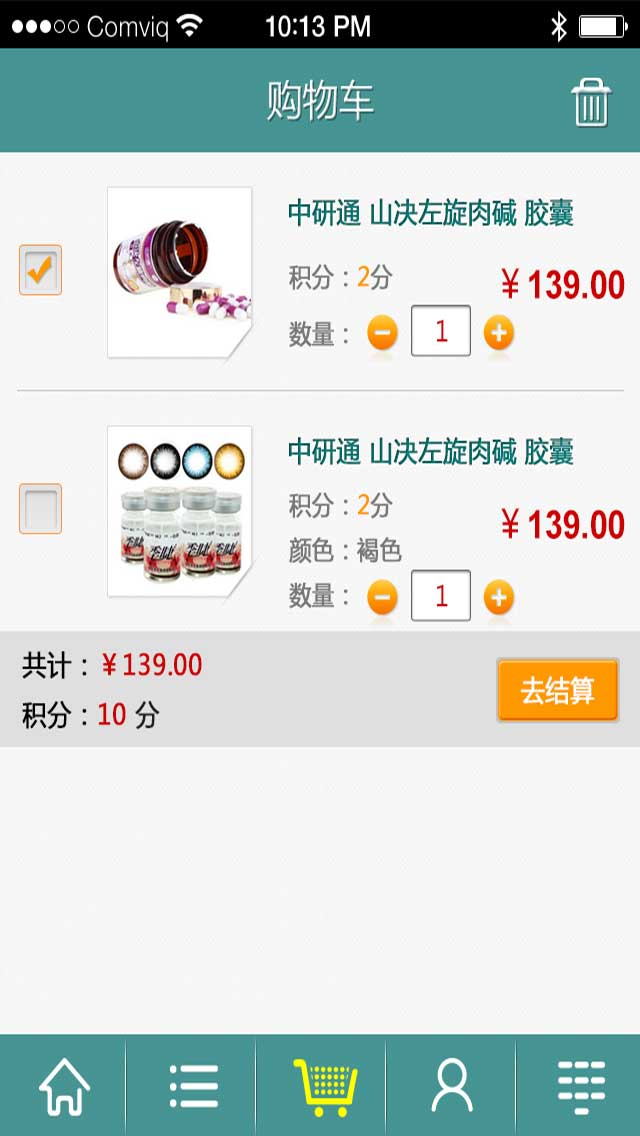 Comviq 10:13 PM
购物车
中研通 山决左旋肉碱 胶囊
积分：2分
￥139.00
数量： 1
中研通 山决左旋肉碱 胶囊
积分：2分
￥139.00
颜色：褐色
数量： 1
共计：￥139.00
去结算
积分：10 分